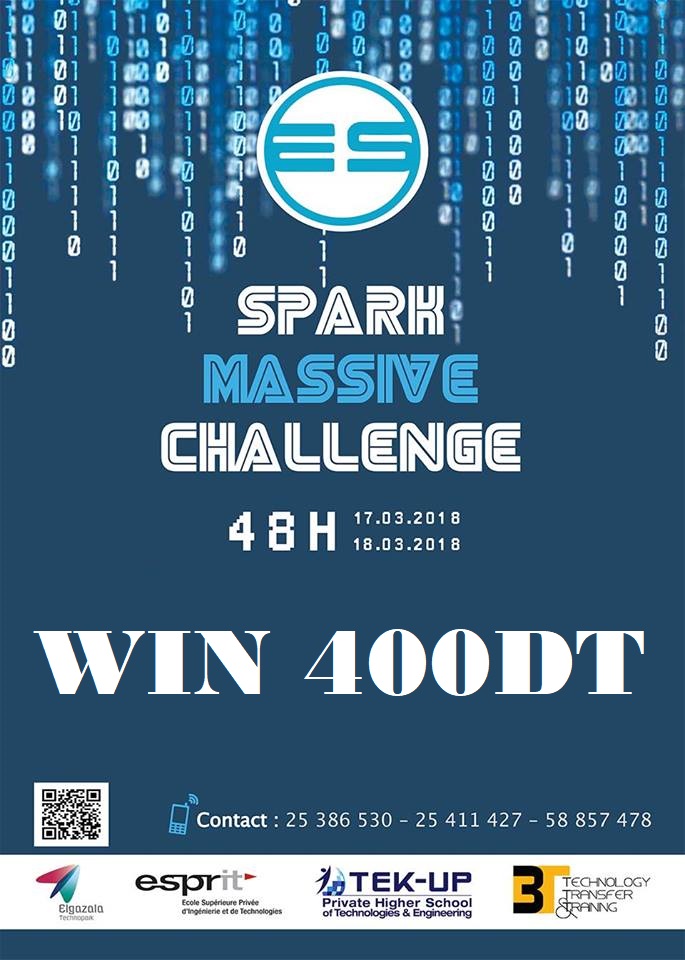 ES
SPARK
MASSIVE
CHALLENGE
48H
17.03.2018
18.03.2018
WIN 400DT
Contact : 25 386 530 – 25 411 427 – 58 857 478
Elgazala
Technopark
esprit
Ecole Supérieure Privée
d'Ingénierie et de Technologies
TEK-UP
Private Higher School
of Technologies & Engineering
3T
TECHNOLOGY
TRANSFER
& TRAINING